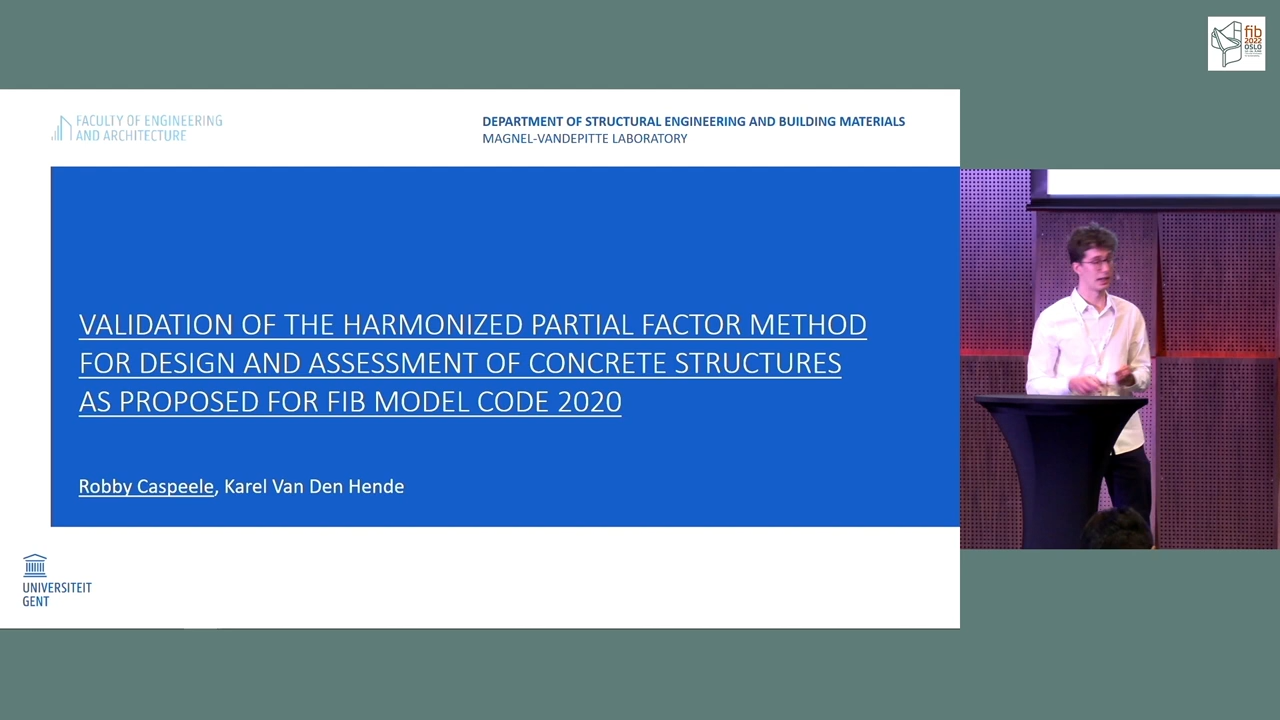 fib
2022
OSLO
FACULTY OF ENGINEERING
AND ARCHITECTURE
DEPARTMENT OF STRUCTURAL ENGINEERING AND BUILDING MATERIALS
MAGNEL-VANDEPITTE LABORATORY
VALIDATION OF THE HARMONIZED PARTIAL FACTOR METHOD
FOR DESIGN AND ASSESSMENT OF CONCRETE STRUCTURES
AS PROPOSED FOR FIB MODEL CODE 2020
Robby Caspeele, Karel Van Den Hende
UNIVERSITEIT
GENT